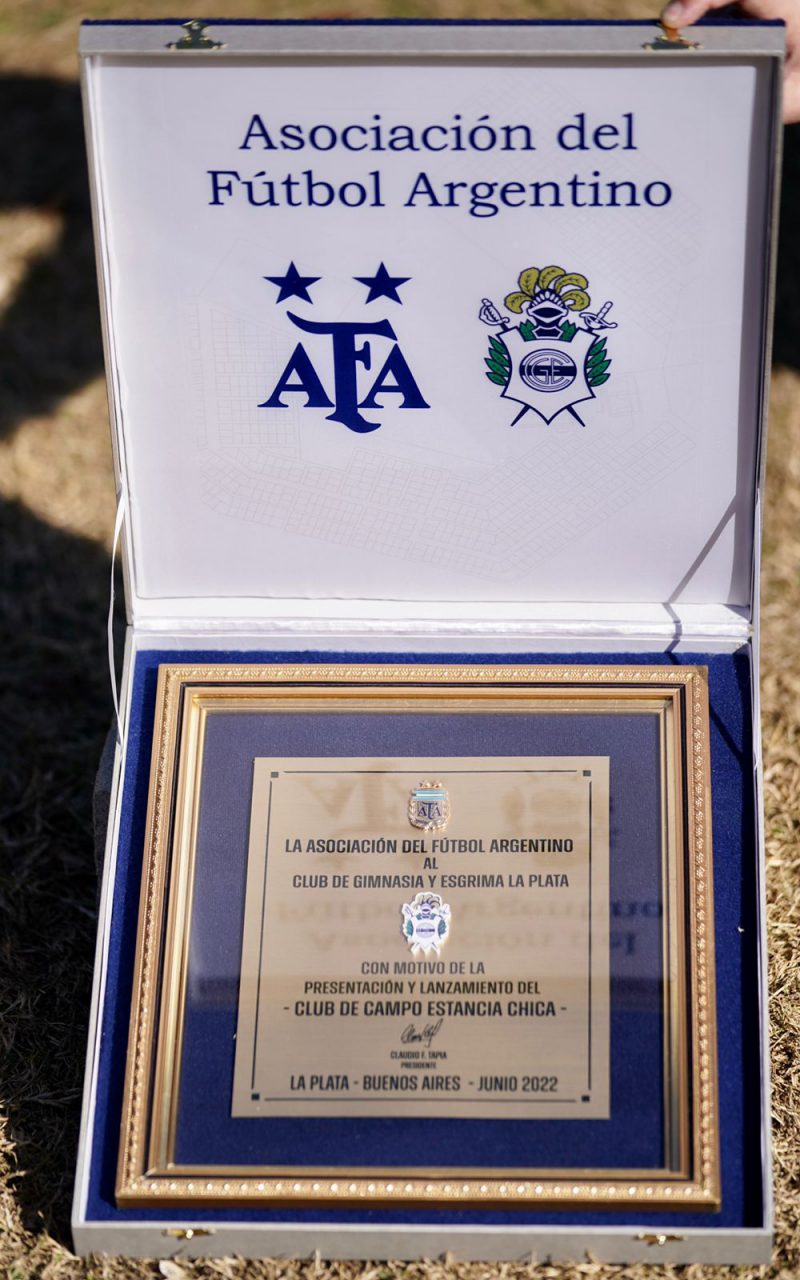 Asociación del
Fútbol Argentino
AFA
CGE
AFA
LA ASOCIACIÓN DEL FÚTBOL ARGENTINO
AL
CLUB DE GIMNASIA Y ESGRIMA LA PLATA
CON MOTIVO DE LA
PRESENTACIÓN Y LANZAMIENTO DEL
- CLUB DE CAMPO ESTANCIA CHICA -
CLAUDIO F. TAPIA
PRESIDENTE
LA PLATA - BUENOS AIRES - JUNIO 2022